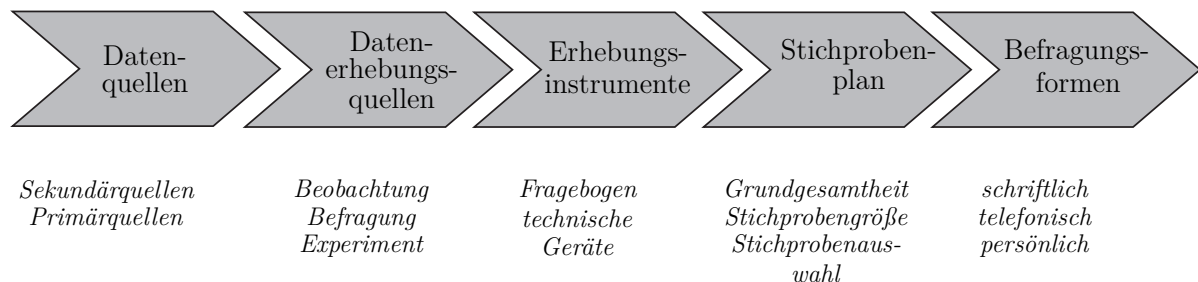 Daten-
quellen
Daten-
erhebungs-
quellen
Erhebungs-
instrumente
Stichproben-
plan
Befragungs-
formen
Sekundärquellen
Primärquellen
Beobachtung
Befragung
Experiment
Fragebogen
technische
Geräte
Grundgesamtheit
Stichprobengröße
Stichprobenaus-
wahl
schriftlich
telefonisch
persönlich